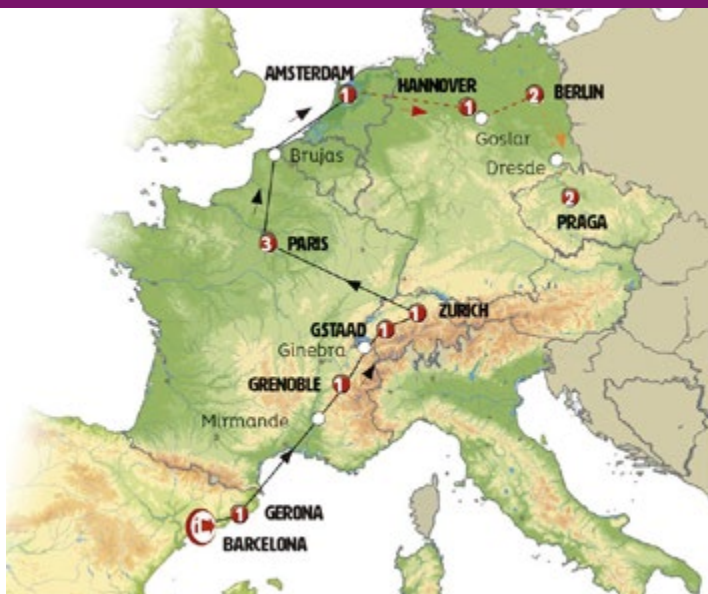 AMSTERDAM
1
HANNOVER
1
2
BERLIN
Goslar
Brujas
Dresde
2
PRAGA
3
PARIS
1
ZURICH
GSTAAD
1
Ginebra
GRENOBLE
1
Mirmande
i
1
GERONA
BARCELONA